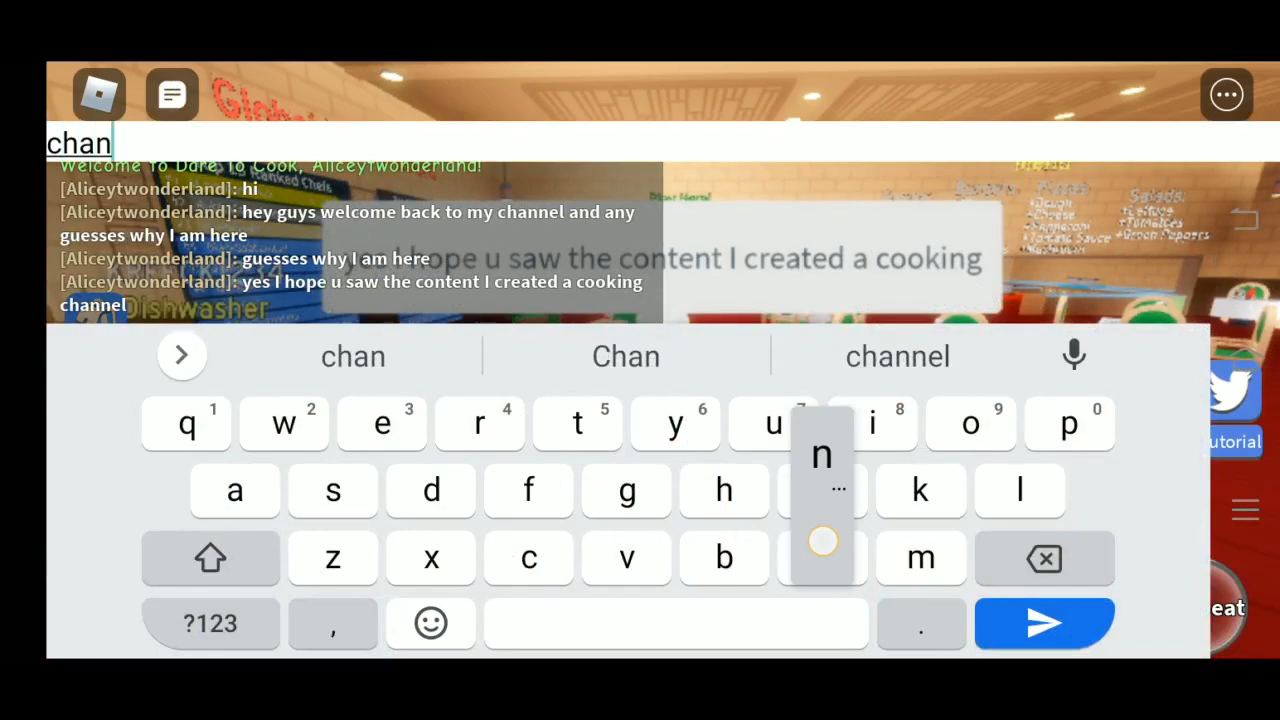 chan
Welcome to Dare To Cook, Aliceytwonderland!
[Aliceytwonderland]: hi
[Aliceytwonderland]: hey guys welcome back to my channel and any
guesses why I am here
[Aliceytwonderland]: guesses why I am here
[Aliceytwonderland]: yes I hope u saw the content I created a cooking
channel
I hope u saw the content I created a cooking
Dishwasher
chan Chan channel
q 1 w 2 e 3 r 4 t 5 y 6 u 7 i 8 o 9 p 0
a s d f g h k l
n
...
z x c v b m
?123 , .
utorial
eat